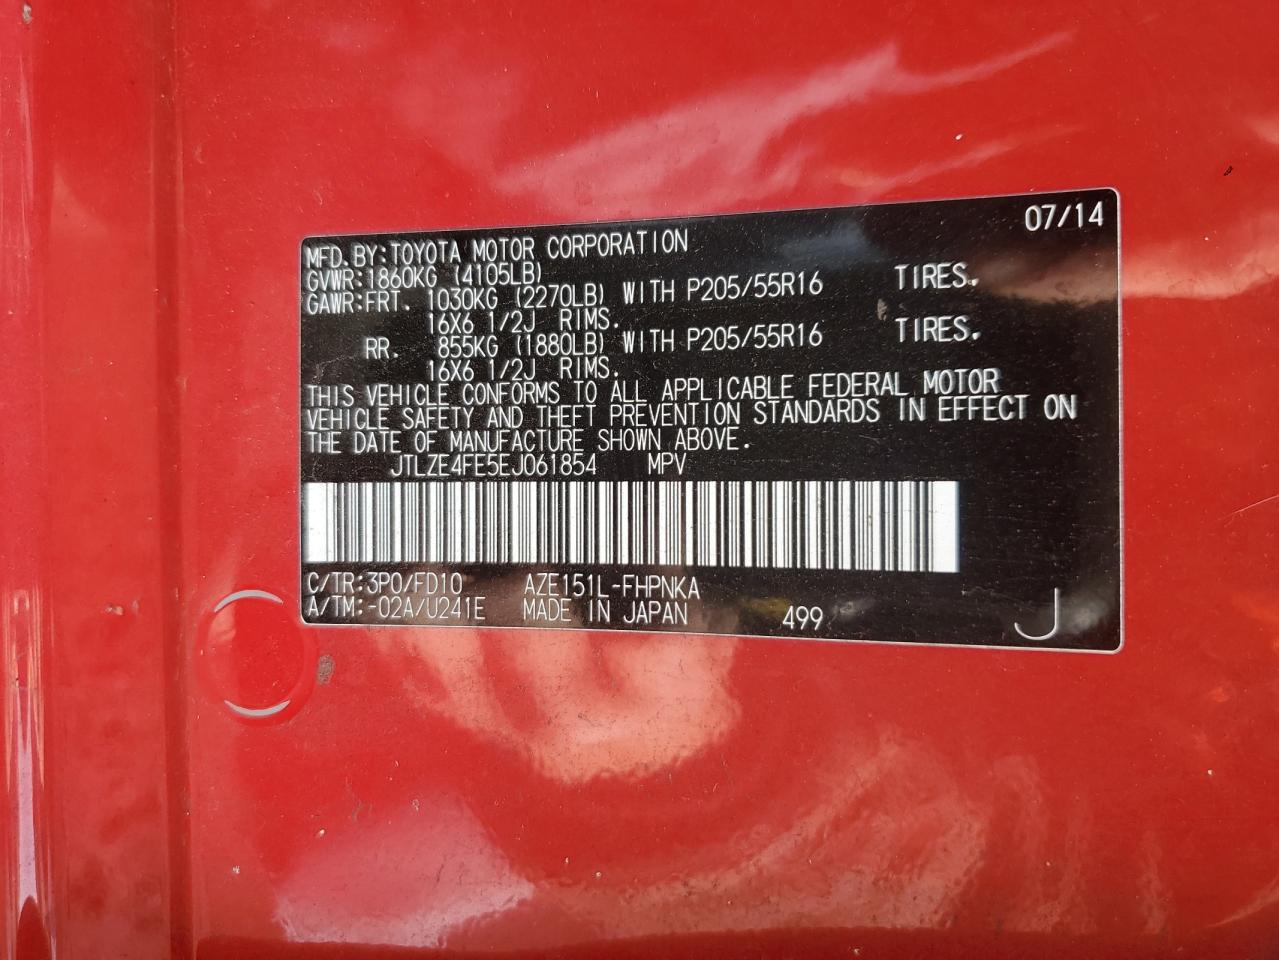 07/14
MFD.BY:TOYOTA MOTOR CORPORATION
GVWR:1860KG (4105LB)
GAWR:FRT. 1030KG (2270LB) WITH P205/55R16 TIRES.
16X6 1/2J RIMS.
RR. 855KG (1880LB) WITH P205/55R16 TIRES.
16X6 1/2J RIMS.
THIS VEHICLE CONFORMS TO ALL APPLICABLE FEDERAL MOTOR
VEHICLE SAFETY AND THEFT PREVENTION STANDARDS IN EFFECT ON
THE DATE OF MANUFACTURE SHOWN ABOVE.
JTLZE4FE5EJ061854 MPV
C/TR:3P0/FD10 AZE151L-FHPNKA
A/TM:-02A/U241E MADE IN JAPAN 499 J